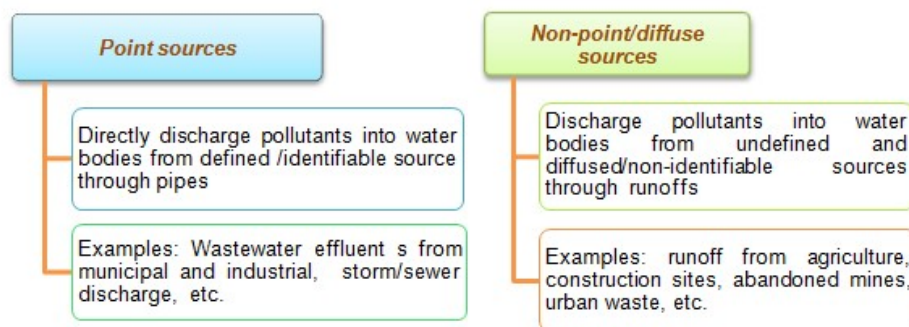 Point sources
Directly discharge pollutants into water
bodies from defined /identifiable source
through pipes
Examples: Wastewater effluent s from
municipal and industrial, storm/sewer
discharge, etc.
Non-point/diffuse
sources
Discharge pollutants into water
bodies from undefined and
diffused/non-identifiable sources
through runoffs
Examples: runoff from agriculture,
construction sites, abandoned mines,
urban waste, etc.